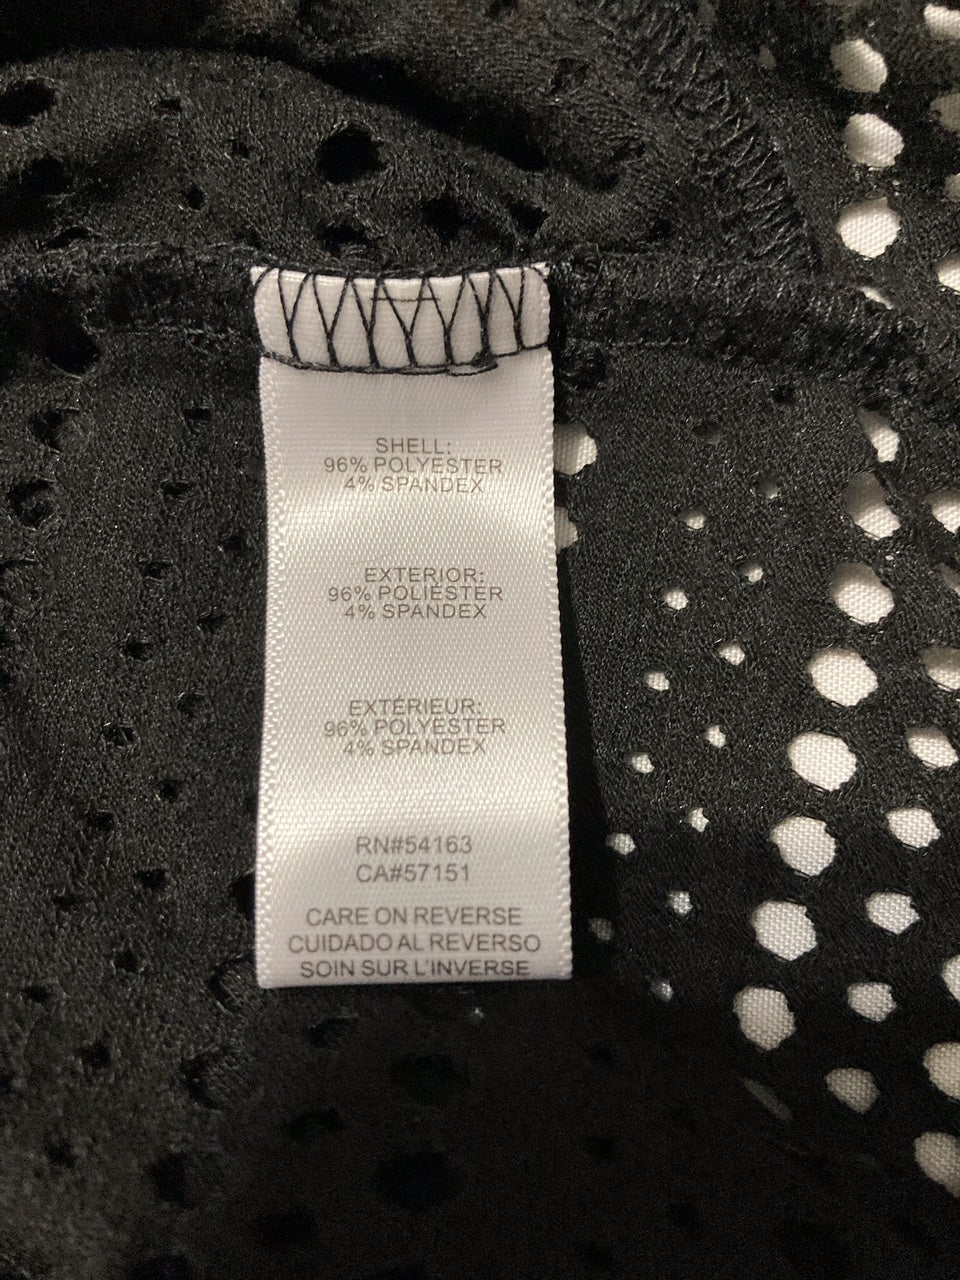 SHELL:
96% POLYESTER
4% SPANDEX
EXTERIOR:
96% POLIÉSTER
4% SPANDEX
EXTÉRIEUR:
96% POLYESTER
4% SPANDEX
RN#54163
CA#57151
CARE ON REVERSE
CUIDADO AL REVERSO
SOIN SUR L'INVERSE